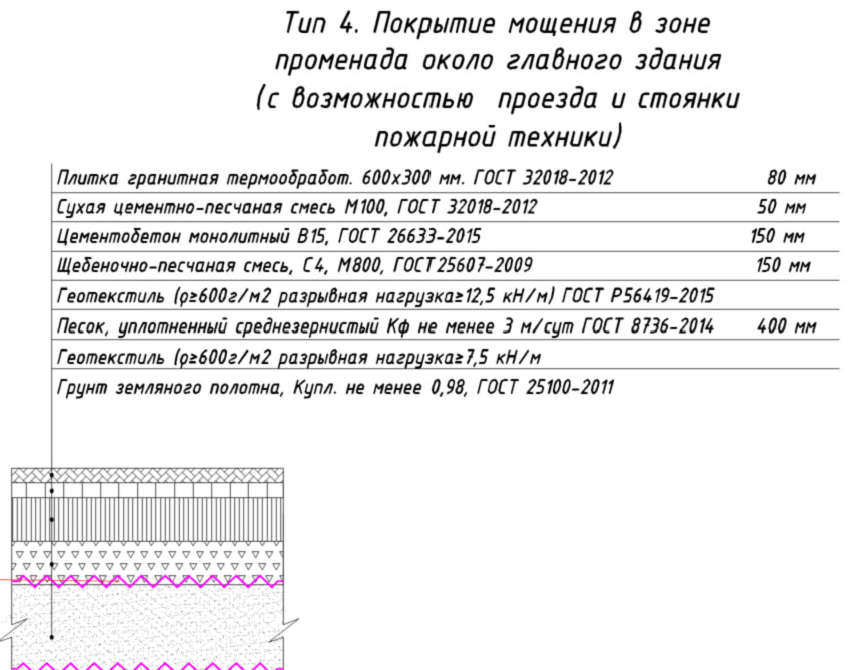 Тип 4. Покрытие мощения в зоне
променада около главного здания
(с возможностью проезда и стоянки
пожарной техники)
Плитка гранитная термообработ. 600х300 мм. ГОСТ 32018-2012 80 мм
Сухая цементно-песчаная смесь М100, ГОСТ 32018-2012 50 мм
Цементобетон монолитный В15, ГОСТ 26633-2015 150 мм
Щебеночно-песчаная смесь, С4, М800, ГОСТ25607-2009 150 мм
Геотекстиль (ρ≥600г/м2 разрывная нагрузка≥12,5 кН/м) ГОСТ Р56419-2015
Песок, уплотненный среднезернистый Кф не менее 3 м/сут ГОСТ 8736-2014 400 мм
Геотекстиль (ρ≥600г/м2 разрывная нагрузка≥7,5 кН/м
Грунт земляного полотна, Купл. не менее 0,98, ГОСТ 25100-2011